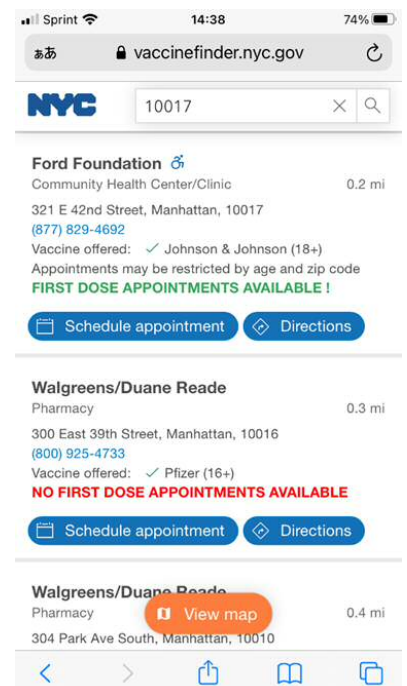 Sprint 14:38 74%
ぁあ vaccinefinder.nyc.gov
NYC 10017
Ford Foundation
Community Health Center/Clinic 0.2 mi
321 E 42nd Street, Manhattan, 10017
(877) 829-4692
Vaccine offered: ✓ Johnson & Johnson (18+)
Appointments may be restricted by age and zip code
FIRST DOSE APPOINTMENTS AVAILABLE !
Schedule appointment Directions
Walgreens/Duane Reade
Pharmacy 0.3 mi
300 East 39th Street, Manhattan, 10016
(800) 925-4733
Vaccine offered: ✓ Pfizer (16+)
NO FIRST DOSE APPOINTMENTS AVAILABLE
Schedule appointment Directions
Walgreens/Duane Reade
Pharmacy View map 0.4 mi
304 Park Ave South, Manhattan, 10010